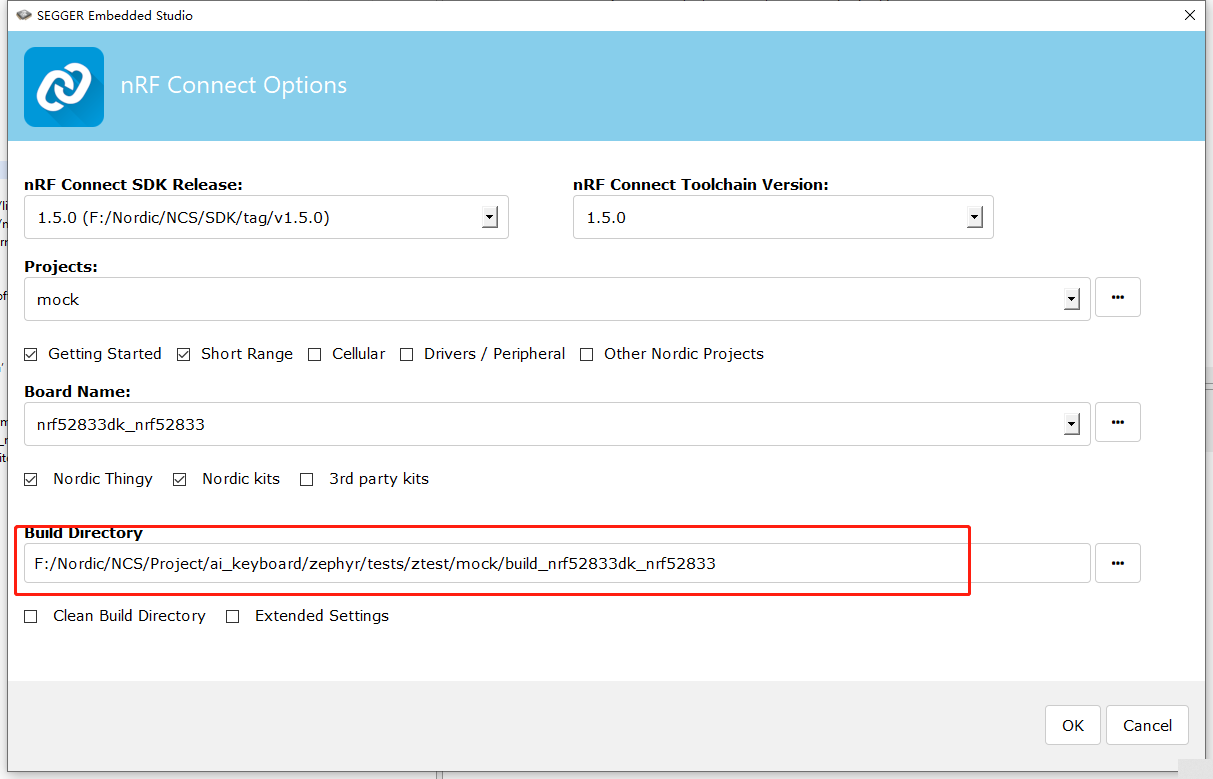 SEGGER Embedded Studio
nRF Connect Options
nRF Connect SDK Release: nRF Connect Toolchain Version:
1.5.0 (F:/Nordic/NCS/SDK/tag/v1.5.0) 1.5.0
Projects:
mock
Getting Started Short Range Cellular Drivers / Peripheral Other Nordic Projects
Board Name:
nrf52833dk_nrf52833
Nordic Thingy Nordic kits 3rd party kits
Build Directory
F:/Nordic/NCS/Project/ai_keyboard/zephyr/tests/ztest/mock/build_nrf52833dk_nrf52833
Clean Build Directory Extended Settings
OK Cancel